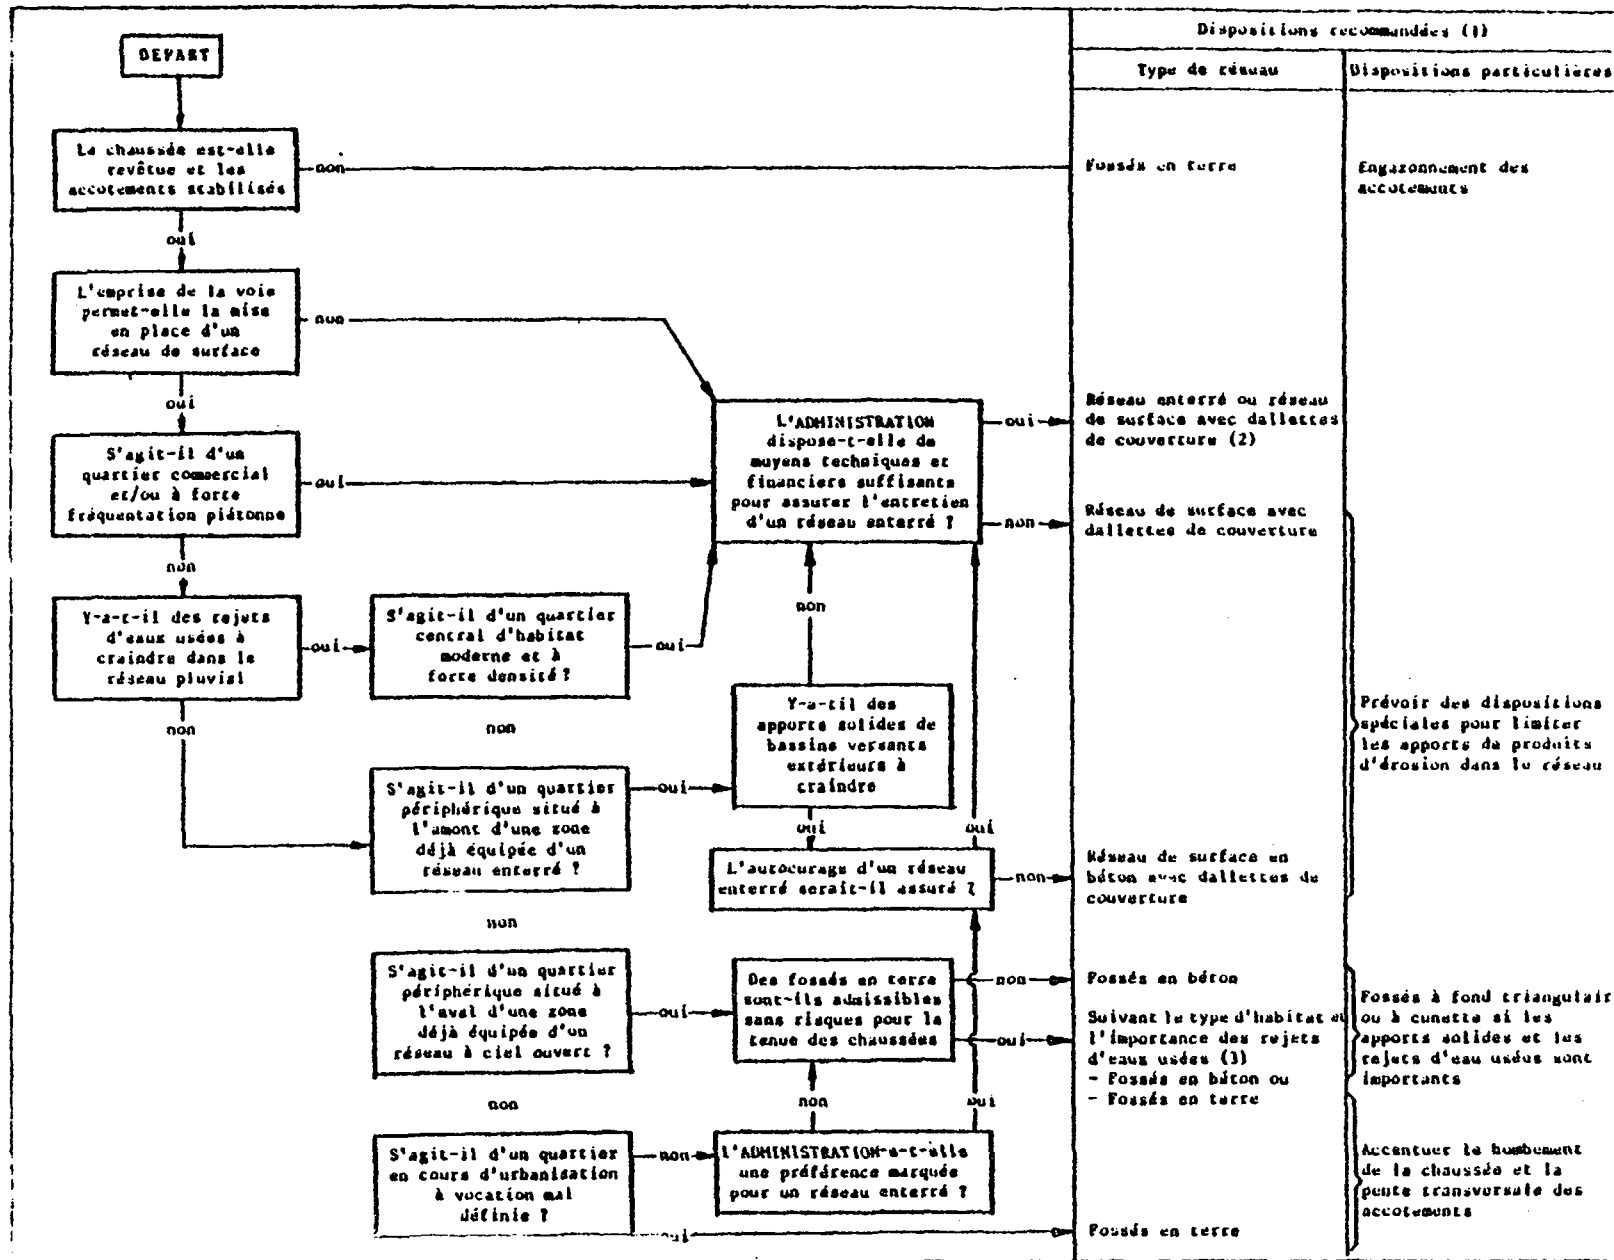 Dispositions recommandées (1)
DEPART
Type de réseau
Dispositions particulières
La chaussée est-elle
revêtue et les
accotements stabilisés
non
Fossés en terre
Engazonnement des
accotements
oui
L'emprise de la voie
permet-elle la mise
en place d'un
réseau de surface
non
oui
S'agit-il d'un
quartier commercial
et/ou à forte
fréquentation piétonne
oui
L'ADMINISTRATION
dispose-t-elle de
moyens techniques et
financiers suffisants
pour assurer l'entretien
d'un réseau enterré ?
oui
Réseau enterré ou réseau
de surface avec dallettes
de couverture (2)
non
Réseau de surface avec
dallettes de couverture
non
Y-a-t-il des rejets
d'eaux usées à
craindre dans le
réseau pluvial
oui
S'agit-il d'un quartier
central d'habitat
moderne et à
forte densité ?
oui
non
non
non
Y-a-til des
apports solides de
bassins versants
extérieurs à
craindre
Prévoir des dispositions
spéciales pour limiter
les apports de produits
d'érosion dans le réseau
S'agit-il d'un quartier
périphérique situé à
l'amont d'une zone
déjà équipée d'un
réseau enterré ?
oui
oui
oui
L'autocurage d'un réseau
enterré serait-il assuré ?
non
Réseau de surface en
béton avec dallettes de
couverture
non
S'agit-il d'un quartier
périphérique situé à
l'aval d'une zone
déjà équipée d'un
réseau à ciel ouvert ?
oui
Des fossés en terre
sont-ils admissibles
sans risques pour la
tenue des chaussées
non
Fossés en béton
oui
Suivant le type d'habitat et
l'importance des rejets
d'eaux usées (3)
- Fossés en béton ou
- Fossés en terre
Fossés à fond triangulair
ou à cunette si les
apports solides et les
rejets d'eau usées sont
importants
non
non
oui
S'agit-il d'un quartier
en cours d'urbanisation
à vocation mal
définie ?
non
L'ADMINISTRATION-a-t-elle
une préférence marquée
pour un réseau enterré ?
Accentuer le bombement
de la chaussée et la
pente transversale des
accotements
oui
Fossés en terre